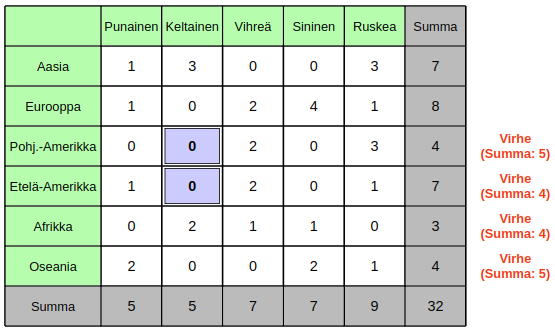 Punainen Keltainen Vihreä Sininen Ruskea Summa
Aasia 1 3 0 0 3 7
Eurooppa 1 0 2 4 1 8
Pohj.-Amerikka 0 0 2 0 3 4 Virhe
(Summa: 5)
Etelä-Amerikka 1 0 2 0 1 7 Virhe
(Summa: 4)
Afrikka 0 2 1 1 0 3 Virhe
(Summa: 4)
Oseania 2 0 0 2 1 4 Virhe
(Summa: 5)
Summa 5 5 7 7 9 32